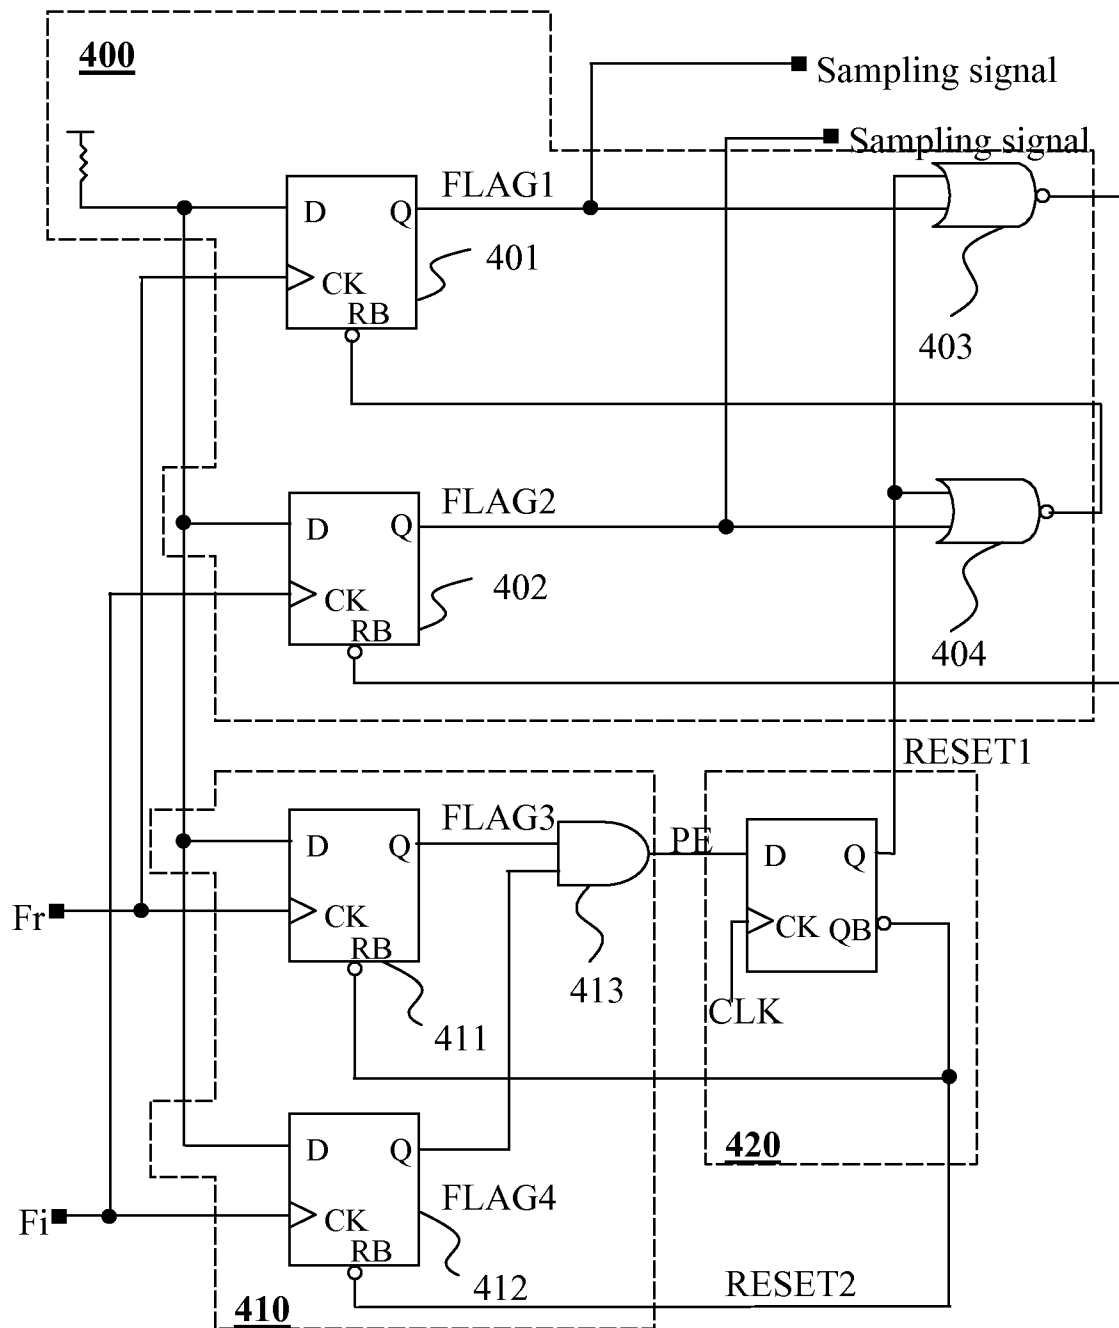 400
Sampling signal
Sampling signal
D Q FLAG1
401
CK
RB
403
D Q FLAG2
402
CK
RB
404
RESET1
D Q FLAG3
PE
D Q
Fr
CK
RB
CK QB
413
CLK
411
D Q
420
FLAG4
Fi
CK
RB
412
RESET2
410